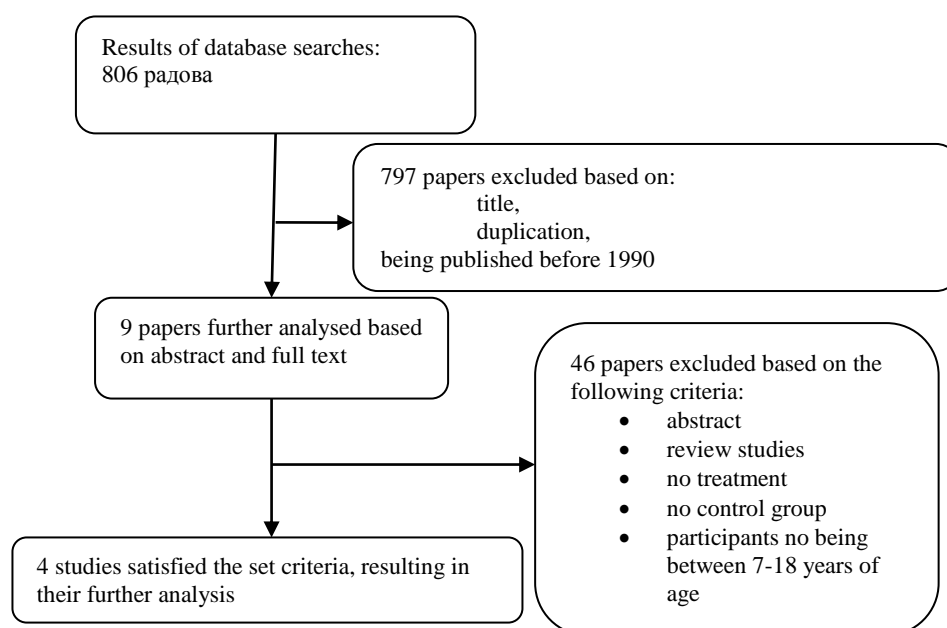 Results of database searches:
806 радова
797 papers excluded based on:
title,
duplication,
being published before 1990
9 papers further analysed based
on abstract and full text
46 papers excluded based on the
following criteria:
• abstract
• review studies
• no treatment
• no control group
• participants no being
between 7-18 years of
age
4 studies satisfied the set criteria, resulting in
their further analysis